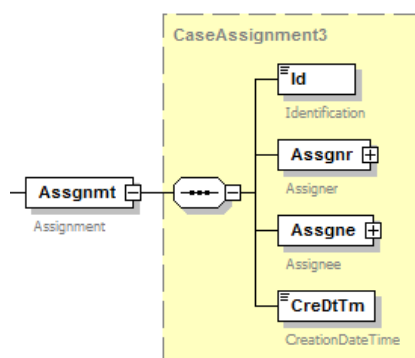 CaseAssignment3
Id
Identification
Assgnr
Assigner
Assgnmt
Assignment
Assgne
Assignee
CreDtTm
CreationDateTime